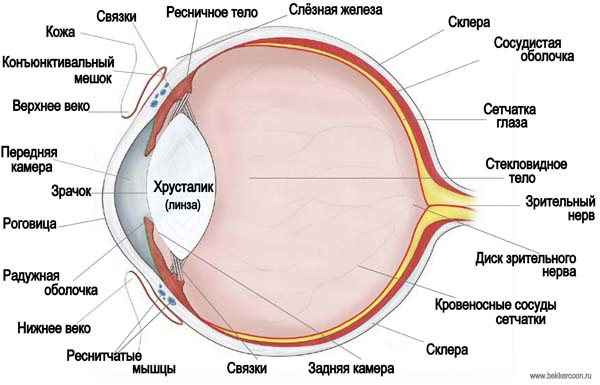 Связки
Ресничное тело
Слёзная железа
Кожа
Склера
Конъюнктивальный
мешок
Сосудистая
оболочка
Верхнее веко
Сетчатка
глаза
Передняя
камера
Стекловидное
тело
Зрачок
Хрусталик
(линза)
Зрительный
нерв
Роговица
Радужная
оболочка
Диск зрительного
нерва
Нижнее веко
Кровеносные сосуды
сетчатки
Реснитчатые
мышцы
Связки
Задняя камера
Склера
www.bekkercoon.ru